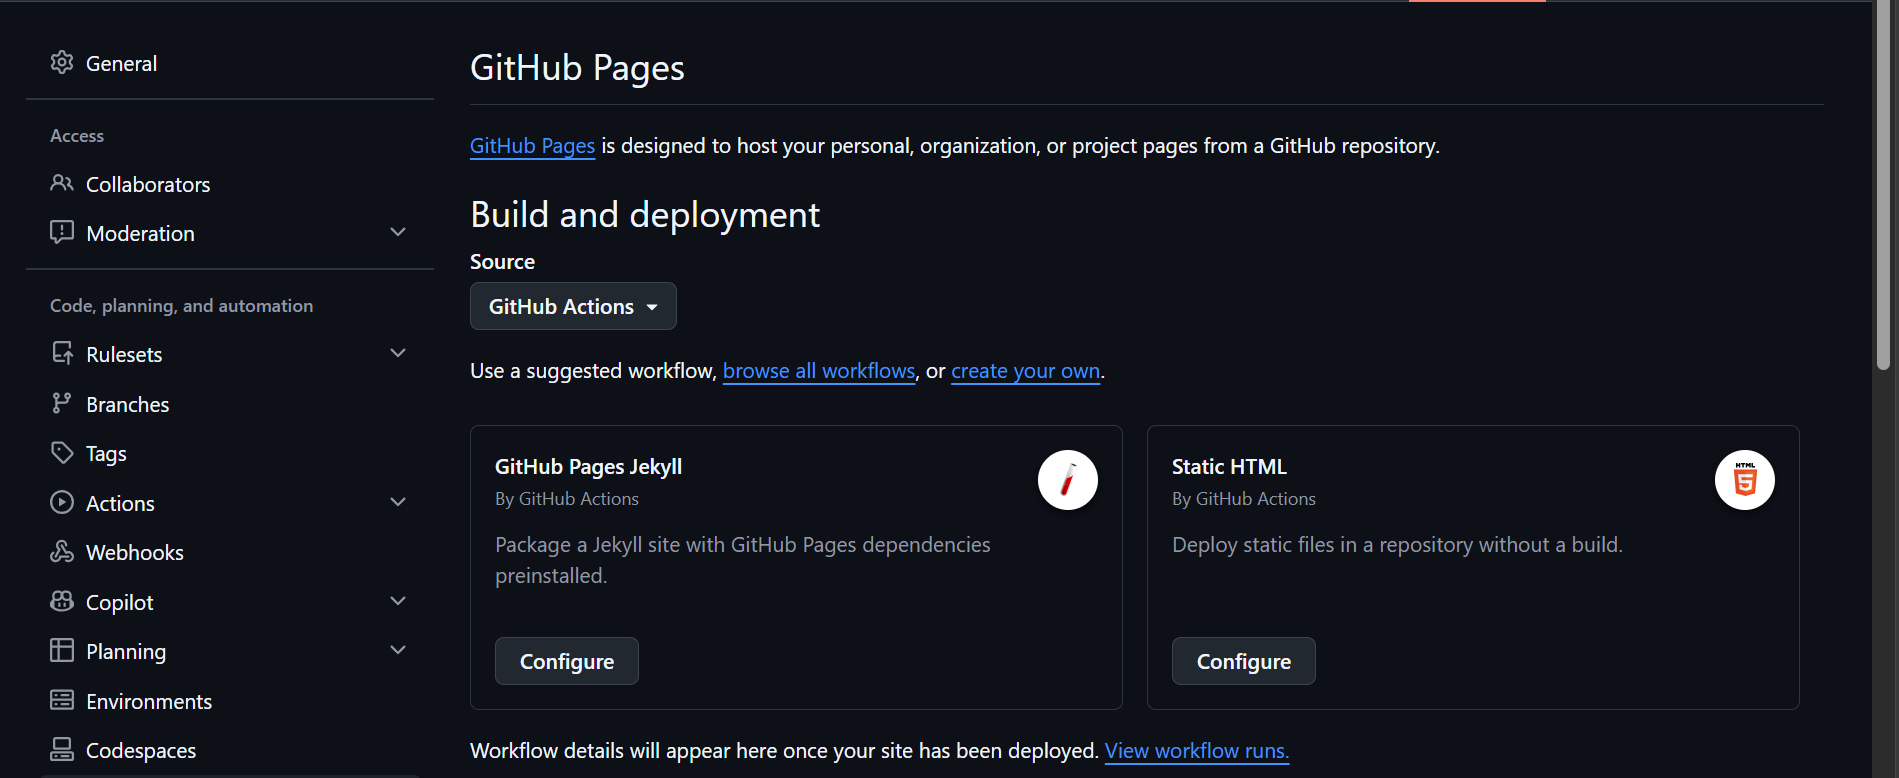 General
Access
Collaborators
Moderation
Code, planning, and automation
Rulesets
Branches
Tags
Actions
Webhooks
Copilot
Planning
Environments
Codespaces
GitHub Pages
GitHub Pages is designed to host your personal, organization, or project pages from a GitHub repository.
Build and deployment
Source
GitHub Actions
Use a suggested workflow, browse all workflows, or create your own.
GitHub Pages Jekyll
By GitHub Actions
Package a Jekyll site with GitHub Pages dependencies
preinstalled.
Configure
Static HTML
By GitHub Actions
HTML
5
Deploy static files in a repository without a build.
Configure
Workflow details will appear here once your site has been deployed. View workflow runs.